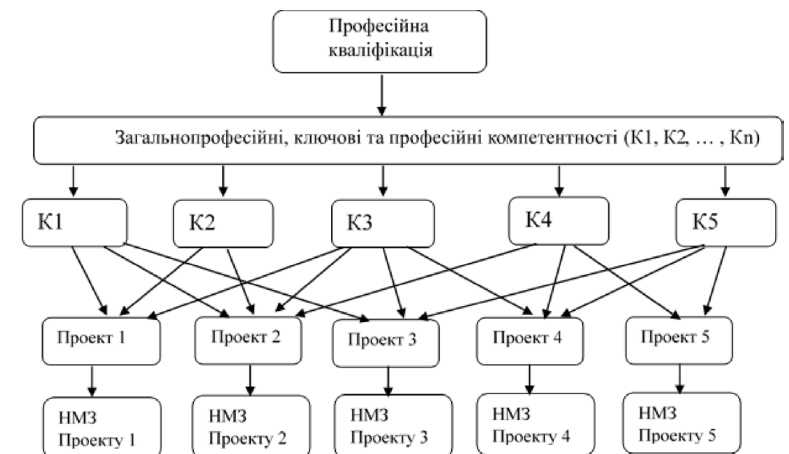 Професійна
кваліфікація
Загальнопрофесійні, ключові та професійні компетентності (К1, К2, … , Кn)
К1
К2
К3
К4
К5
Проект 1
Проект 2
Проект 3
Проект 4
Проект 5
НМЗ
Проекту 1
НМЗ
Проекту 2
НМЗ
Проекту 3
НМЗ
Проекту 4
НМЗ
Проекту 5